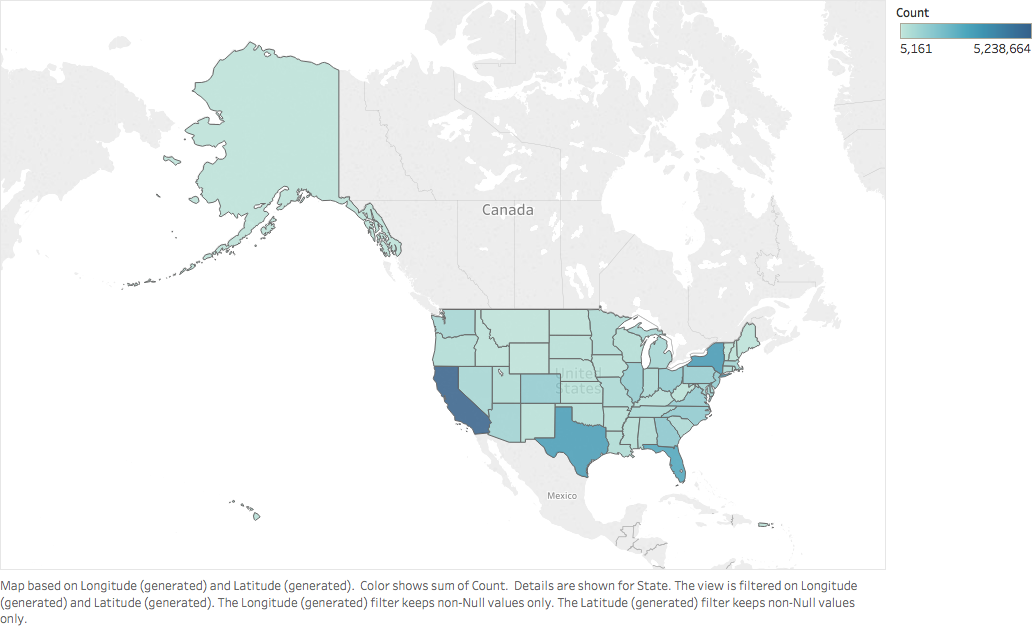 Count
5,161 5,238,664
Canada
United
States
Mexico
Map based on Longitude (generated) and Latitude (generated).  Color shows sum of Count.  Details are shown for State. The view is filtered on Longitude
(generated) and Latitude (generated). The Longitude (generated) filter keeps non-Null values only. The Latitude (generated) filter keeps non-Null values
only.